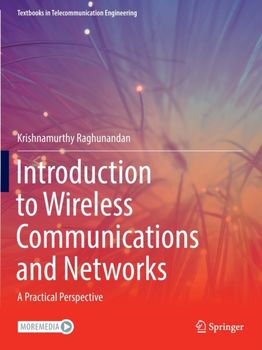 Textbooks in Telecommunication Engineering
Krishnamurthy Raghunandan
Introduction
to Wireless
Communications
and Networks
A Practical Perspective
MOREMEDIA
Springer